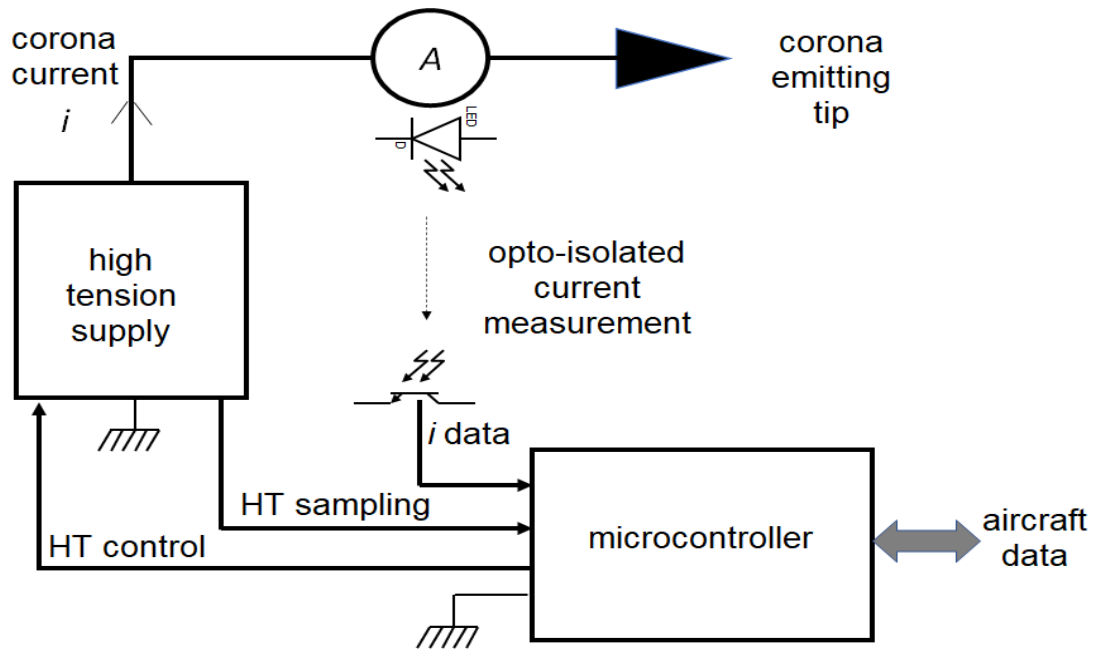 corona
current
i
A
corona
emitting
tip
LED
D
high
tension
supply
opto-isolated
current
measurement
i data
HT sampling
HT control
microcontroller
aircraft
data